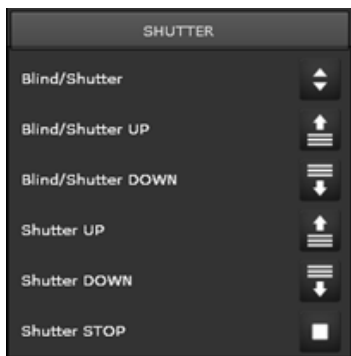 SHUTTER
Blind/Shutter
Blind/Shutter UP
Blind/Shutter DOWN
Shutter UP
Shutter DOWN
Shutter STOP